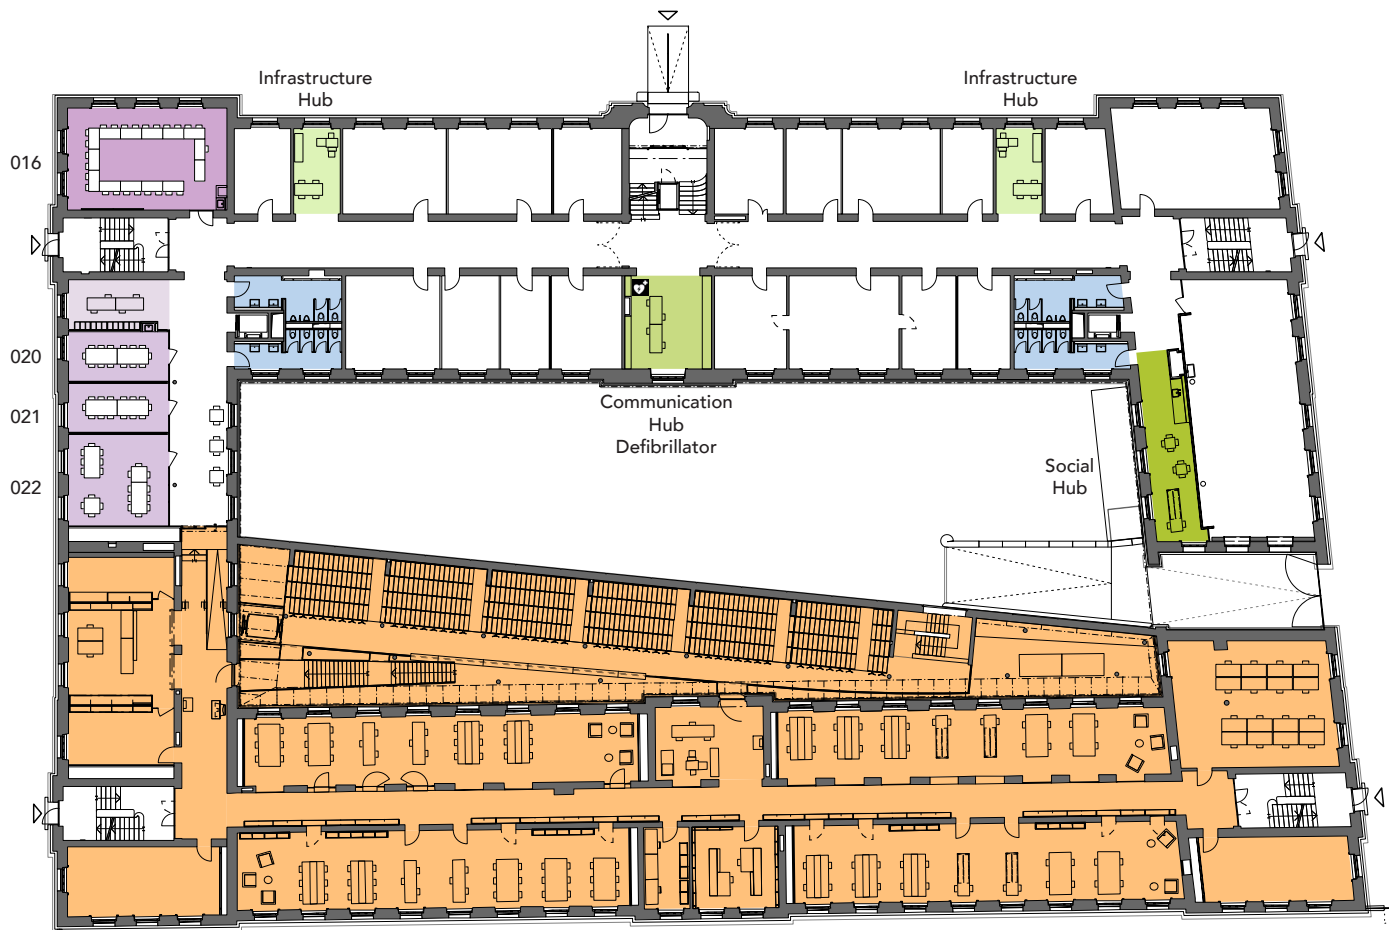 Infrastructure
Hub
Infrastructure
Hub
016
020
021
022
Communication
Hub
Defibrillator
Social
Hub